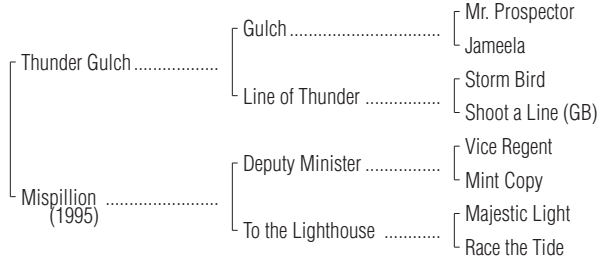 Mr. Prospector
Gulch
Jameela
Thunder Gulch
Storm Bird
Line of Thunder
Shoot a Line (GB)
Vice Regent
Deputy Minister
Mint Copy
Mispillion
(1995)
Majestic Light
To the Lighthouse
Race the Tide